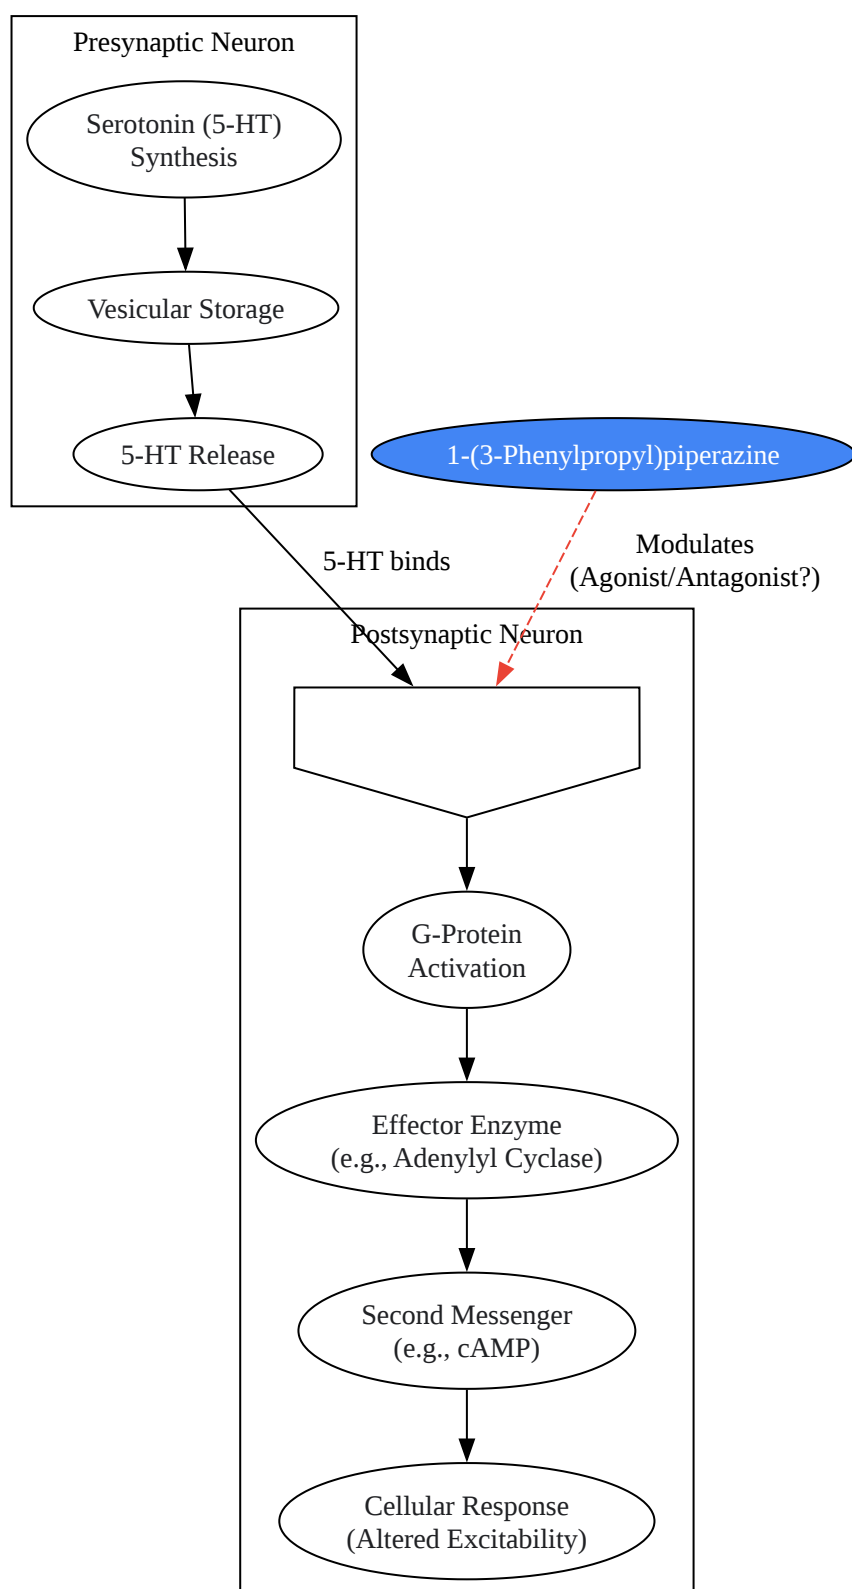 Presynaptic Neuron
Serotonin (5-HT)
Synthesis
Vesicular Storage
5-HT Release
1-(3-Phenylpropyl)piperazine
5-HT binds
Modulates
(Agonist/Antagonist?)
Postsynaptic Neuron
G-Protein
Activation
Effector Enzyme
(e.g., Adenylyl Cyclase)
Second Messenger
(e.g., cAMP)
Cellular Response
(Altered Excitability)